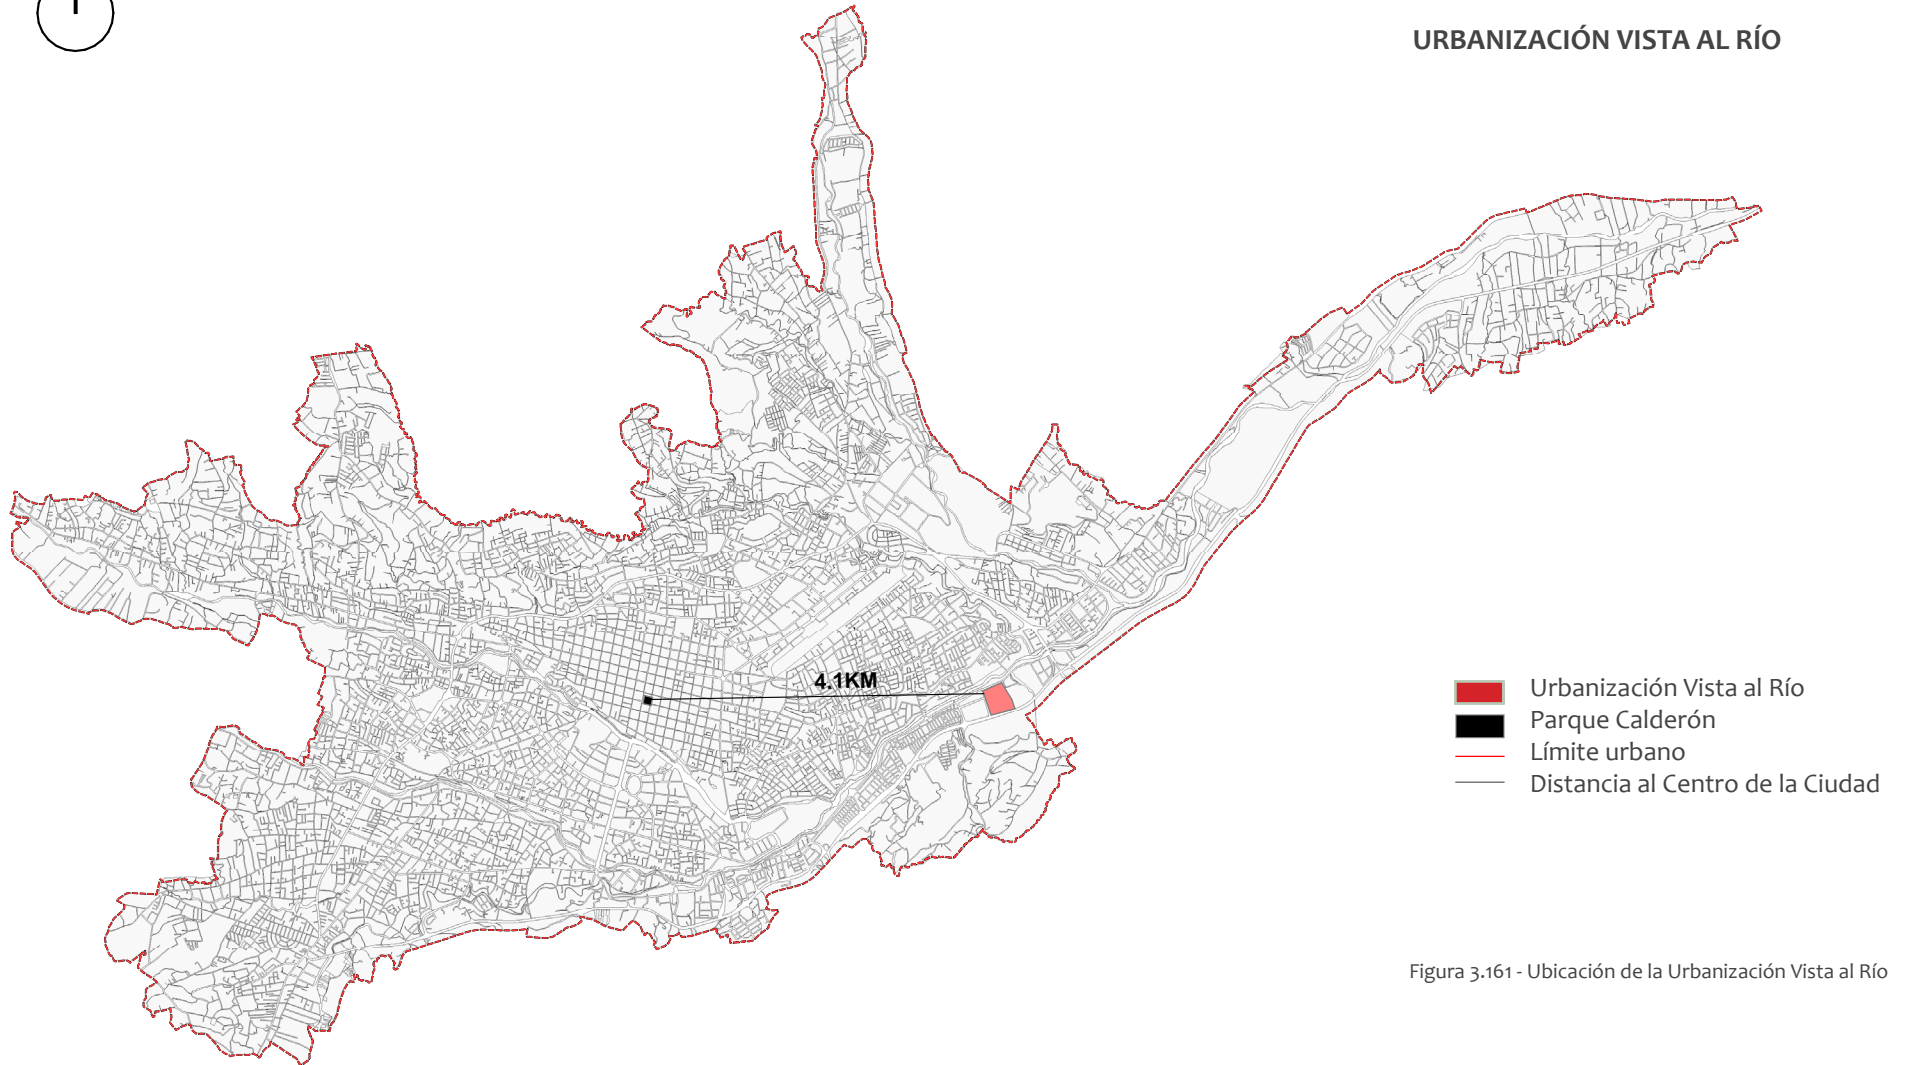 URBANIZACIÓN VISTA AL RÍO
4.1KM
Urbanización Vista al Río
Parque Calderón
Límite urbano
Distancia al Centro de la Ciudad
Figura 3.161 - Ubicación de la Urbanización Vista al Río